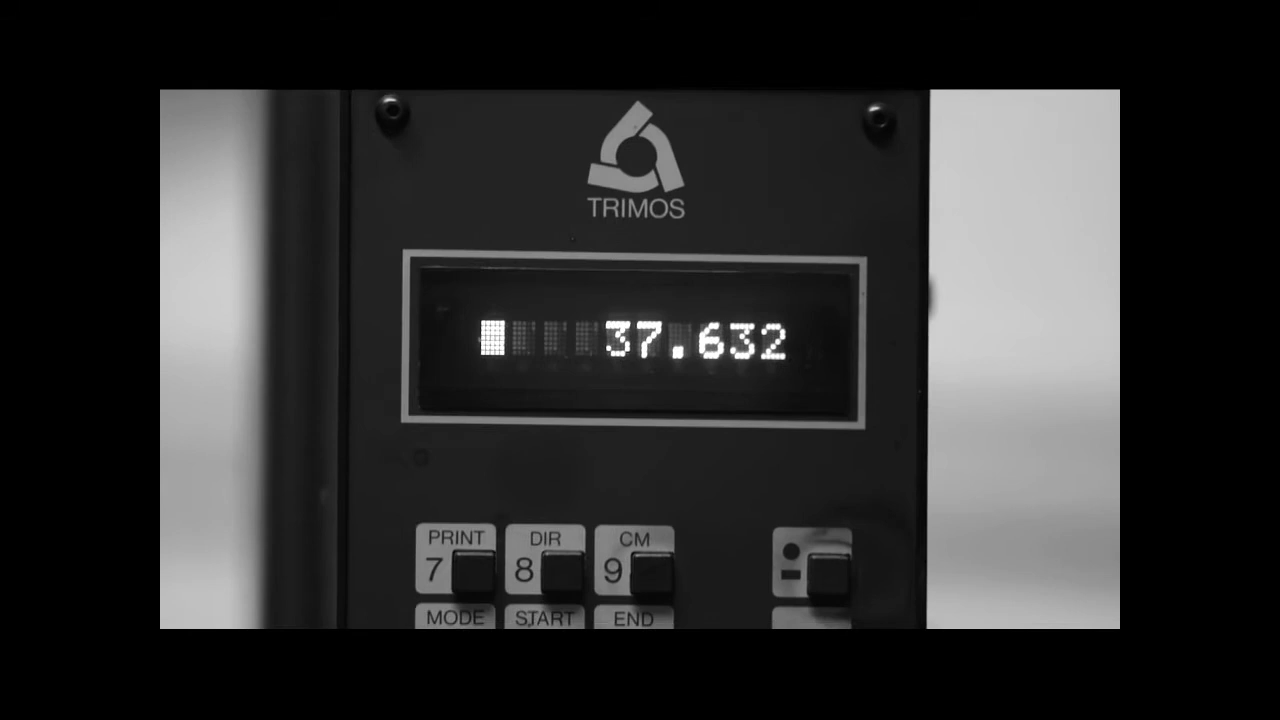 TRIMOS
37.632
PRINT DIR CM
7 8 9
MODE START END